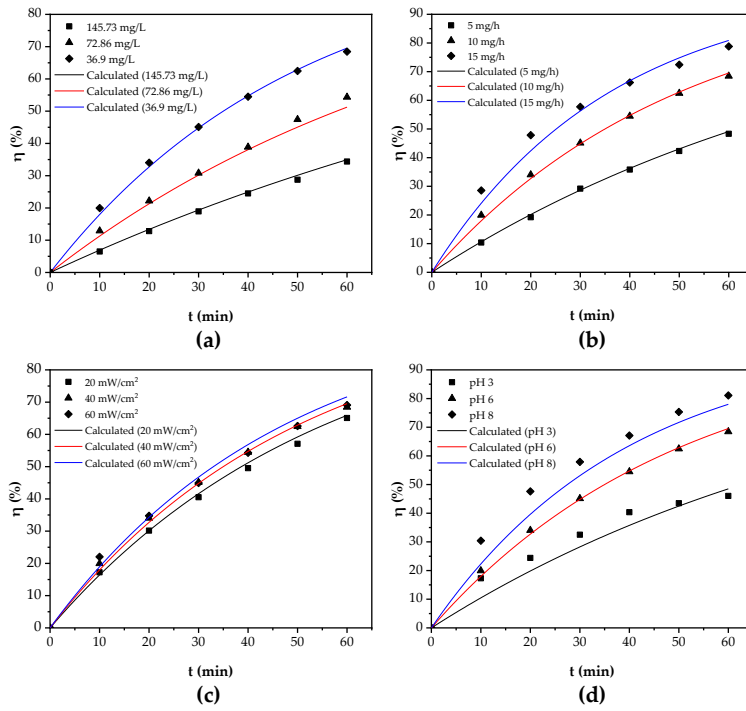 80
70
60
50
40
30
20
10
0
η (%)
145.73 mg/L
72.86 mg/L
36.9 mg/L
Calculated (145.73 mg/L)
Calculated (72.86 mg/L)
Calculated (36.9 mg/L)
0 10 20 30 40 50 60
t (min)
(a)
90
80
70
60
50
40
30
20
10
0
η (%)
5 mg/h
10 mg/h
15 mg/h
Calculated (5 mg/h)
Calculated (10 mg/h)
Calculated (15 mg/h)
0 10 20 30 40 50 60
t (min)
(b)
80
70
60
50
40
30
20
10
0
η (%)
20 mW/cm²
40 mW/cm²
60 mW/cm²
Calculated (20 mW/cm²)
Calculated (40 mW/cm²)
Calculated (60 mW/cm²)
0 10 20 30 40 50 60
t (min)
(c)
90
80
70
60
50
40
30
20
10
0
η (%)
pH 3
pH 6
pH 8
Calculated (pH 3)
Calculated (pH 6)
Calculated (pH 8)
0 10 20 30 40 50 60
t (min)
(d)